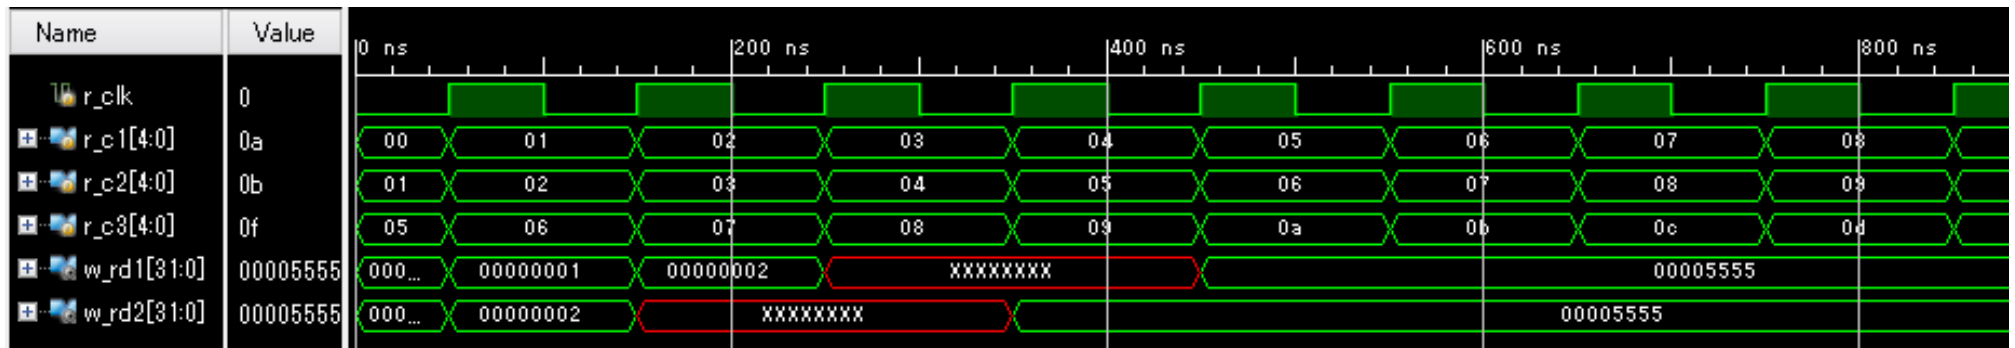 Name Value
0 ns 200 ns 400 ns 600 ns 800 ns
r_clk 0
r_c1[4:0] 0a 00 01 02 03 04 05 06 07 08
r_c2[4:0] 0b 01 02 03 04 05 06 07 08 09
r_c3[4:0] 0f 05 06 07 08 09 0a 0b 0c 0d
w_rd1[31:0] 00005555 000... 00000001 00000002 XXXXXXXX 00005555
w_rd2[31:0] 00005555 000... 00000002 XXXXXXXX 00005555